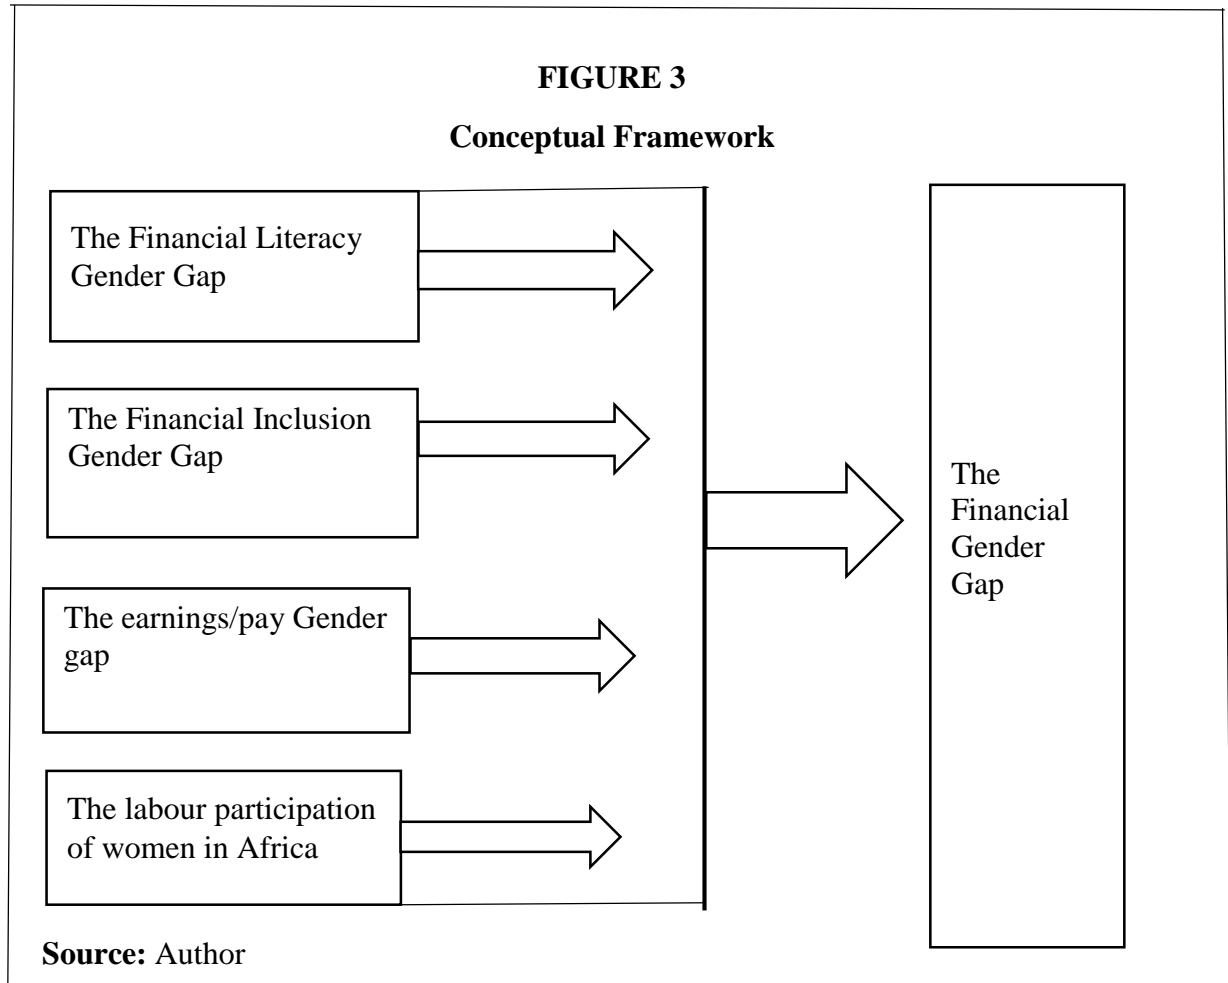 FIGURE 3
Conceptual Framework
The Financial Literacy
Gender Gap
The Financial Inclusion
Gender Gap
The earnings/pay Gender
gap
The labour participation
of women in Africa
The
Financial
Gender
Gap
Source: Author